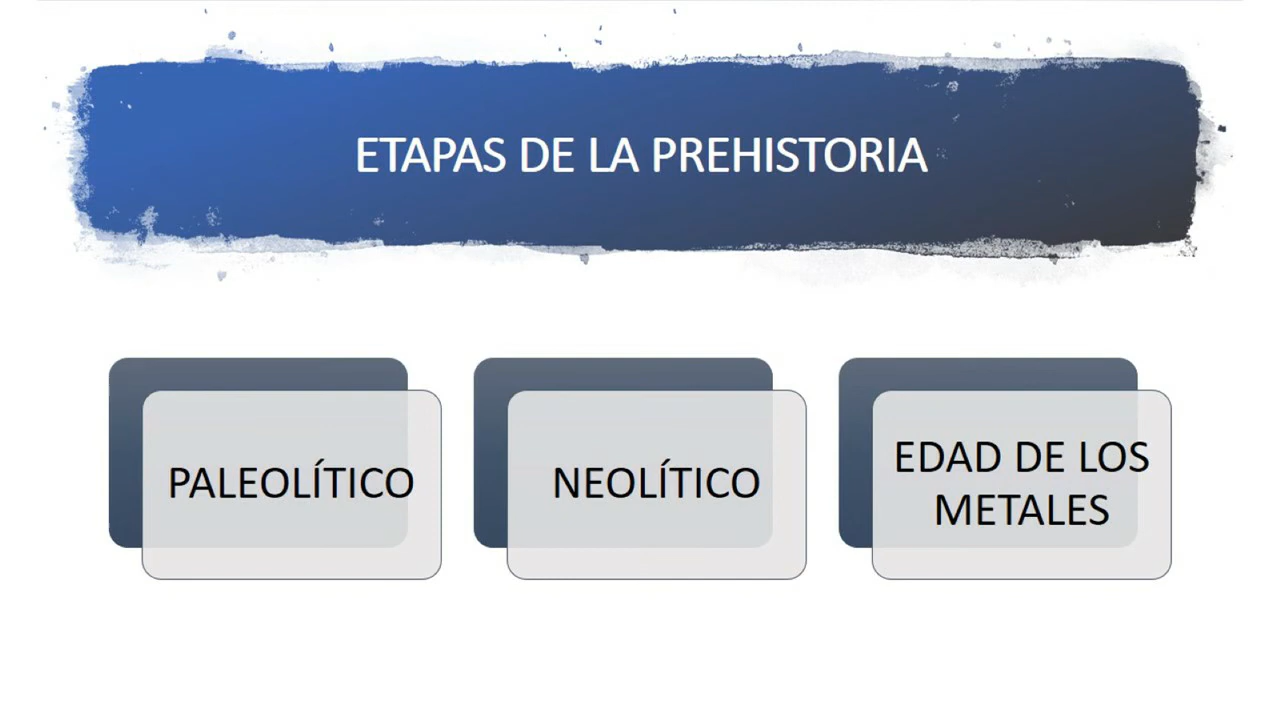 ETAPAS DE LA PREHISTORIA
PALEOLÍTICO
NEOLÍTICO
EDAD DE LOS
METALES